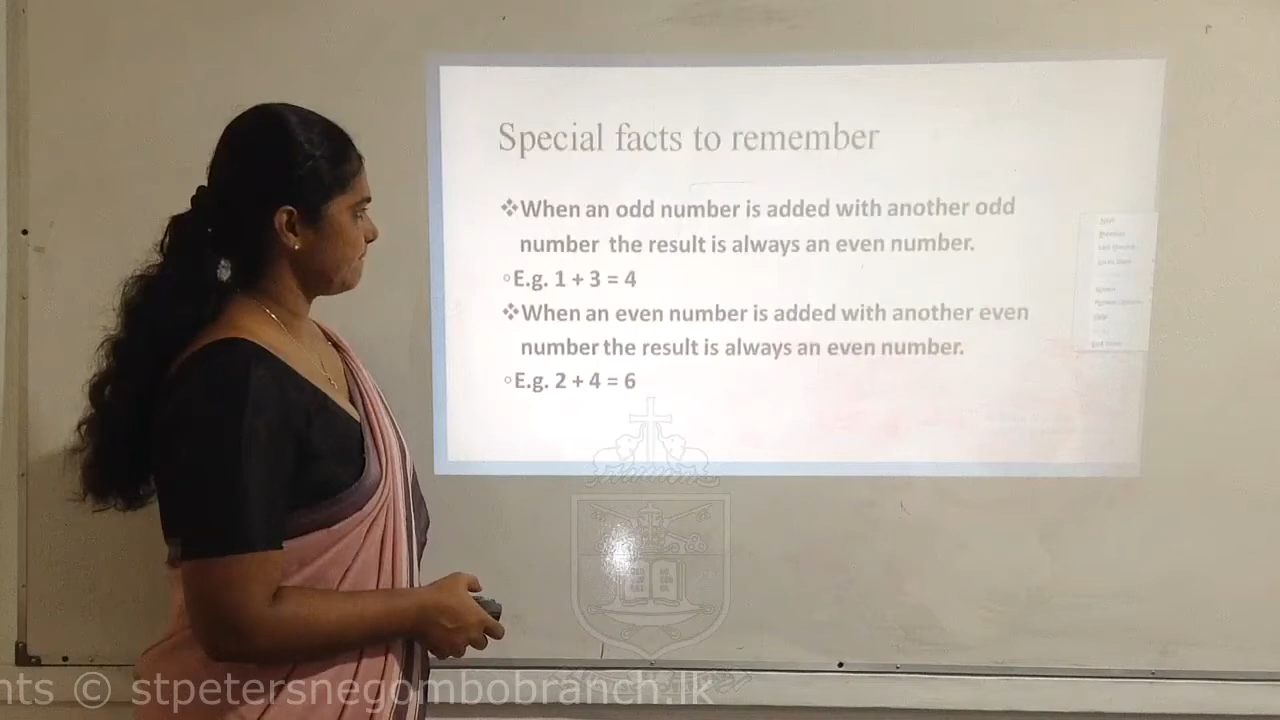 Special facts to remember
❖When an odd number is added with another odd
number the result is always an even number.
◦E.g. 1 + 3 = 4
❖When an even number is added with another even
number the result is always an even number.
◦E.g. 2 + 4 = 6
nts © stpetersnegombobranch.lk